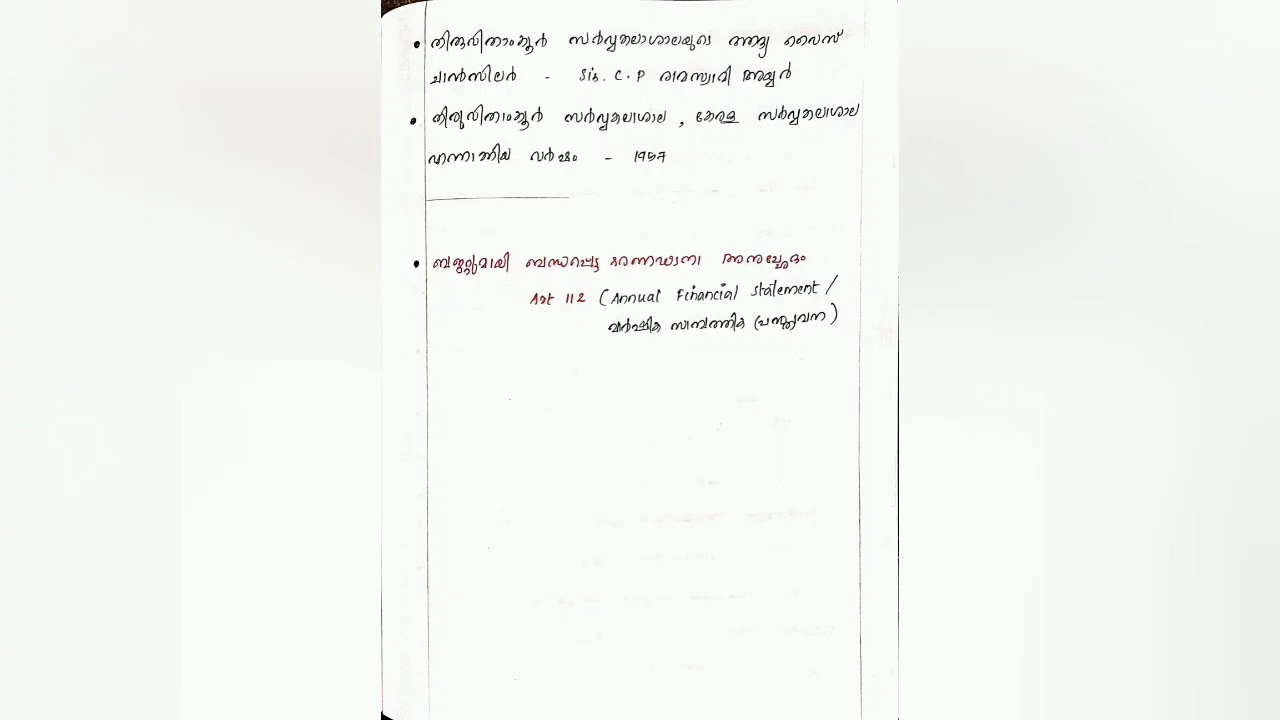 തിരുവിതാംകൂർ സർവ്വകലാശാലയുടെ ആദ്യ വൈസ്
ചാൻസിലർ - Sir. C.P രാമസ്വാമി അയ്യർ
തിരുവിതാംകൂർ സർവ്വകലാശാല, കേരള സർവ്വകലാശാല
എന്നാക്കിയ വർഷം - 1957
ബജറ്റുമായി ബന്ധപ്പെട്ട ഭരണഘടനാ അനുച്ഛേദം
Art 112 (Annual Financial Statement /
വാർഷിക സാമ്പത്തിക പ്രസ്താവന)